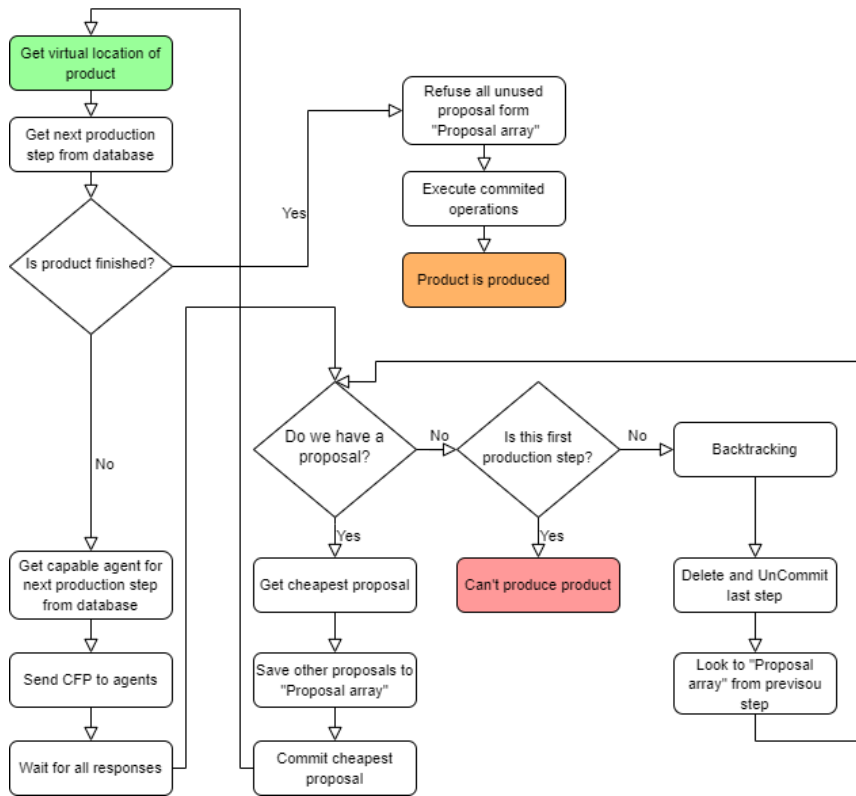 Get virtual location of
product
Get next production
step from database
Is product finished?
Yes
No
Get capable agent for
next production step
from database
Send CFP to agents
Wait for all responses
Refuse all unused
proposal form
"Proposal array"
Execute commited
operations
Product is produced
Do we have a
proposal?
No
Yes
Get cheapest proposal
Save other proposals to
"Proposal array"
Commit cheapest
proposal
Is this first
production step?
No
Yes
Can't produce product
Backtracking
Delete and UnCommit
last step
Look to "Proposal
array" from previsou
step